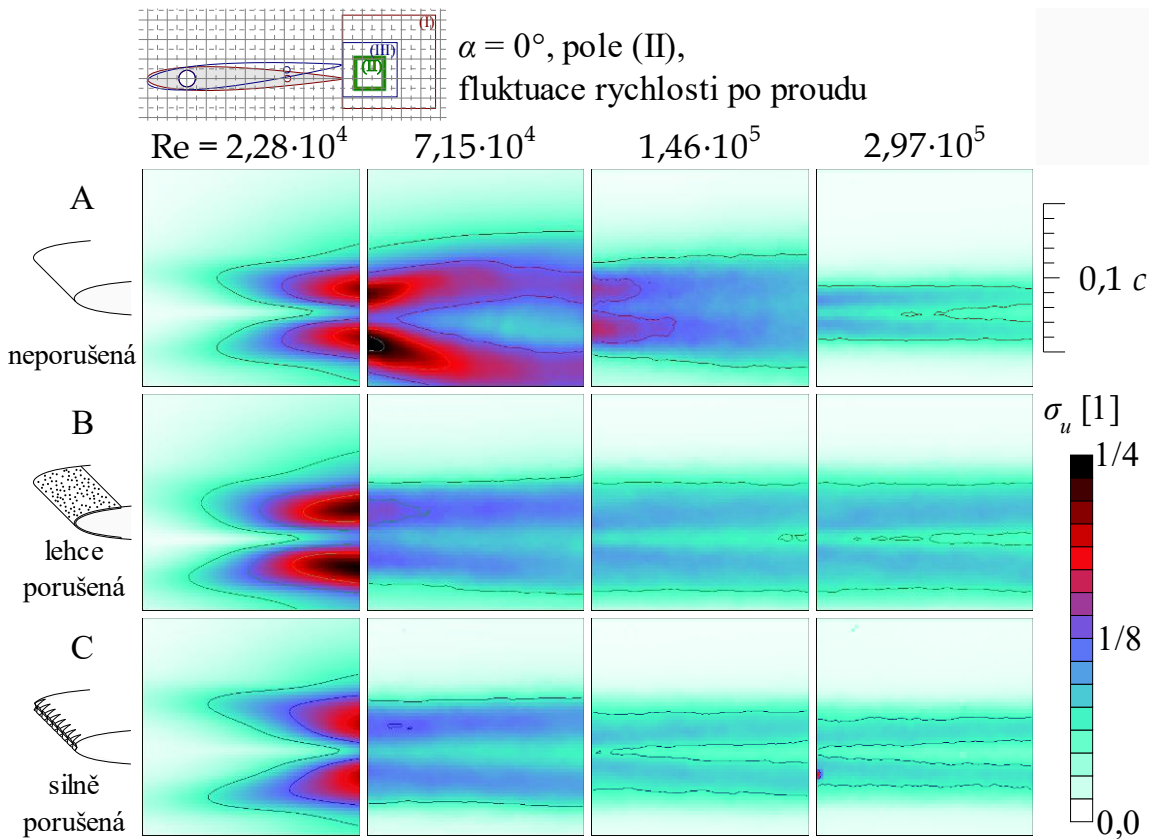 (I)
(III)
(II)
α = 0°, pole (II),
fluktuace rychlosti po proudu
Re = 2,28·10⁴ 7,15·10⁴ 1,46·10⁵ 2,97·10⁵
A
neporušená
0,1 c
B
lehce
porušená
σᵤ [1]
1/4
1/8
0,0
C
silně
porušená